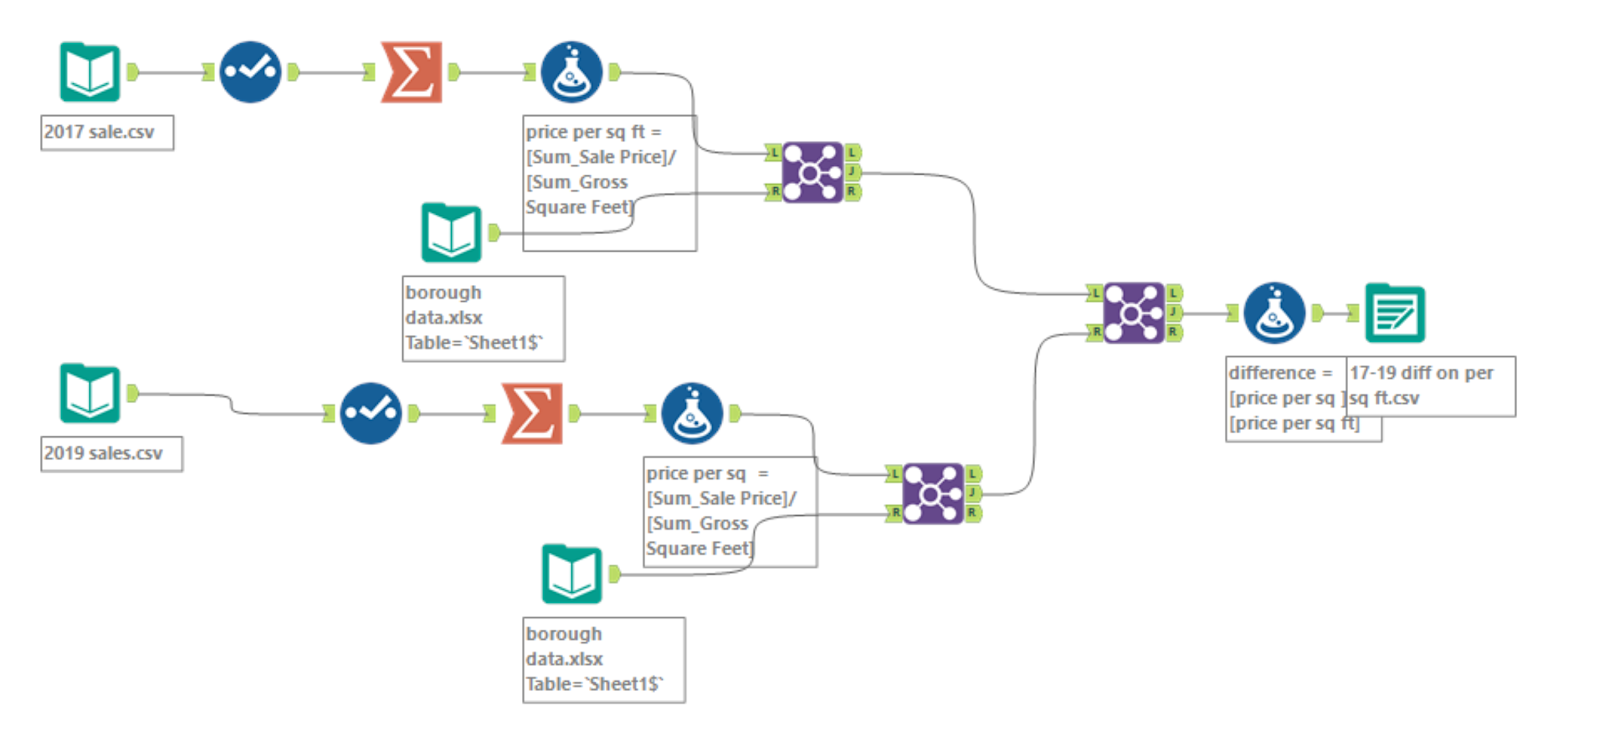 2017 sale.csv
price per sq ft =
[Sum_Sale Price]/
[Sum_Gross
Square Feet]
L
R
L
J
R
borough
data.xlsx
Table=`Sheet1$`
L
R
L
J
R
difference =
[price per sq ]
[price per sq ft]
17-19 diff on per
sq ft.csv
2019 sales.csv
price per sq  =
[Sum_Sale Price]/
[Sum_Gross
Square Feet]
L
R
L
J
R
borough
data.xlsx
Table=`Sheet1$`